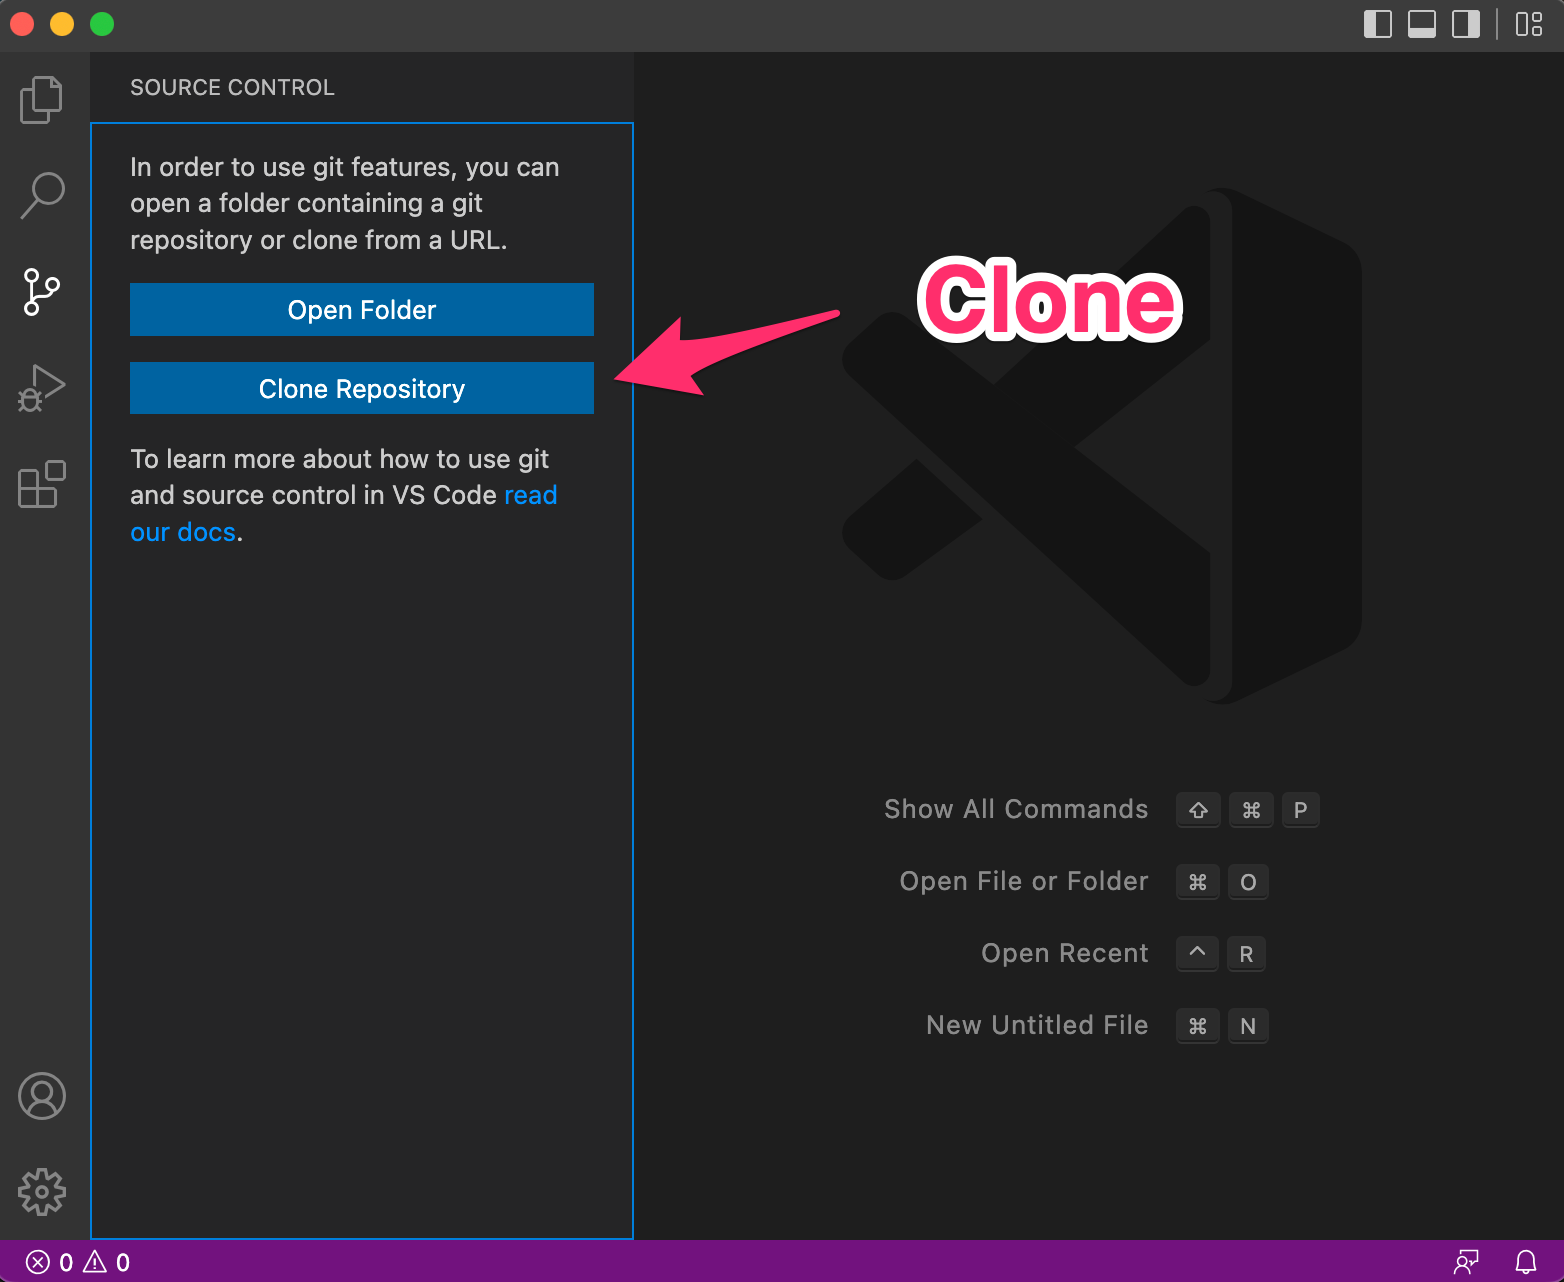 SOURCE CONTROL
In order to use git features, you can
open a folder containing a git
repository or clone from a URL.
Open Folder
Clone Repository
To learn more about how to use git
and source control in VS Code read
our docs.
Clone
Show All Commands ⇧ ⌘ P
Open File or Folder ⌘ O
Open Recent ^ R
New Untitled File ⌘ N
0 0